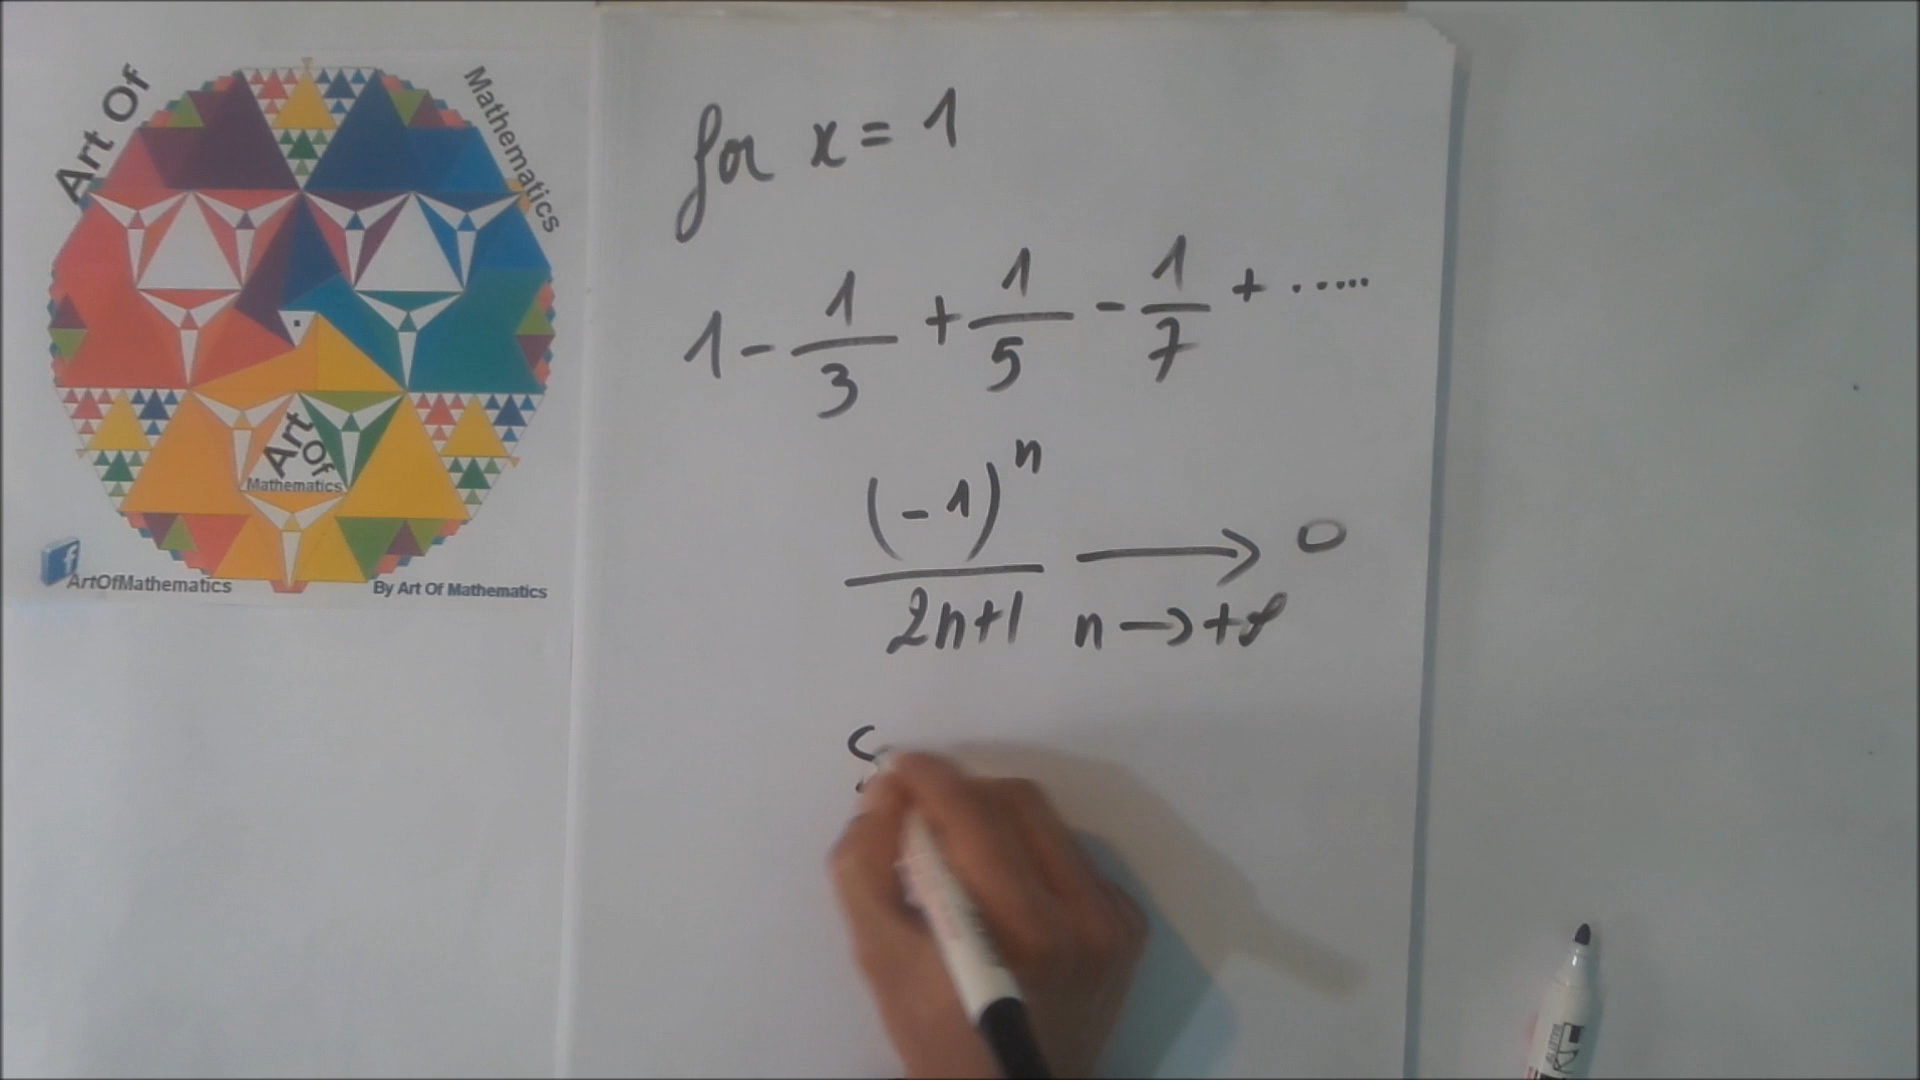 Art Of
Mathematics
Art
Of
Mathematics
f
ArtOfMathematics
By Art Of Mathematics
for x = 1
1 - 1/3 + 1/5 - 1/7 + .....
(-1)^n / 2n+1 → 0
n → +∞
S